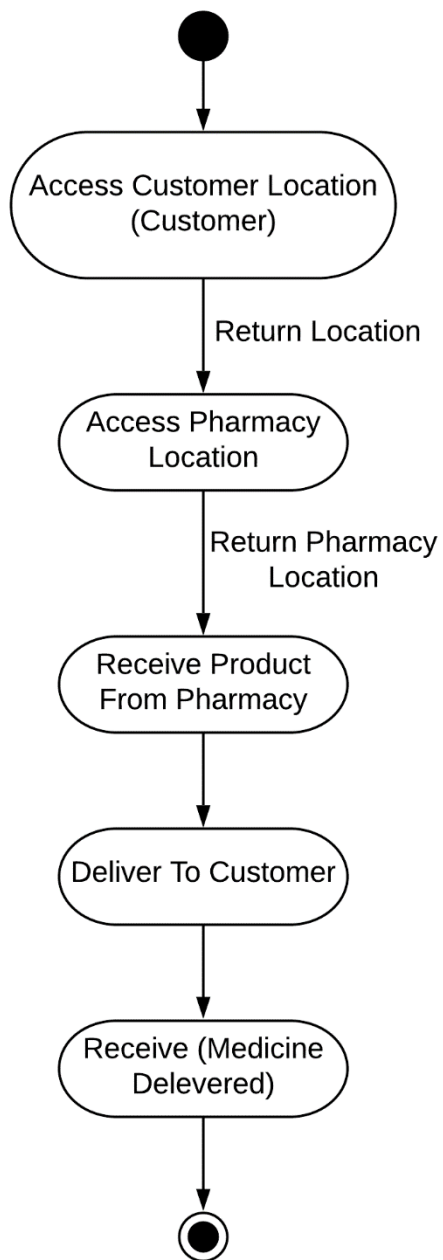 Access Customer Location
(Customer)
Return Location
Access Pharmacy
Location
Return Pharmacy
Location
Receive Product
From Pharmacy
Deliver To Customer
Receive (Medicine
Delevered)